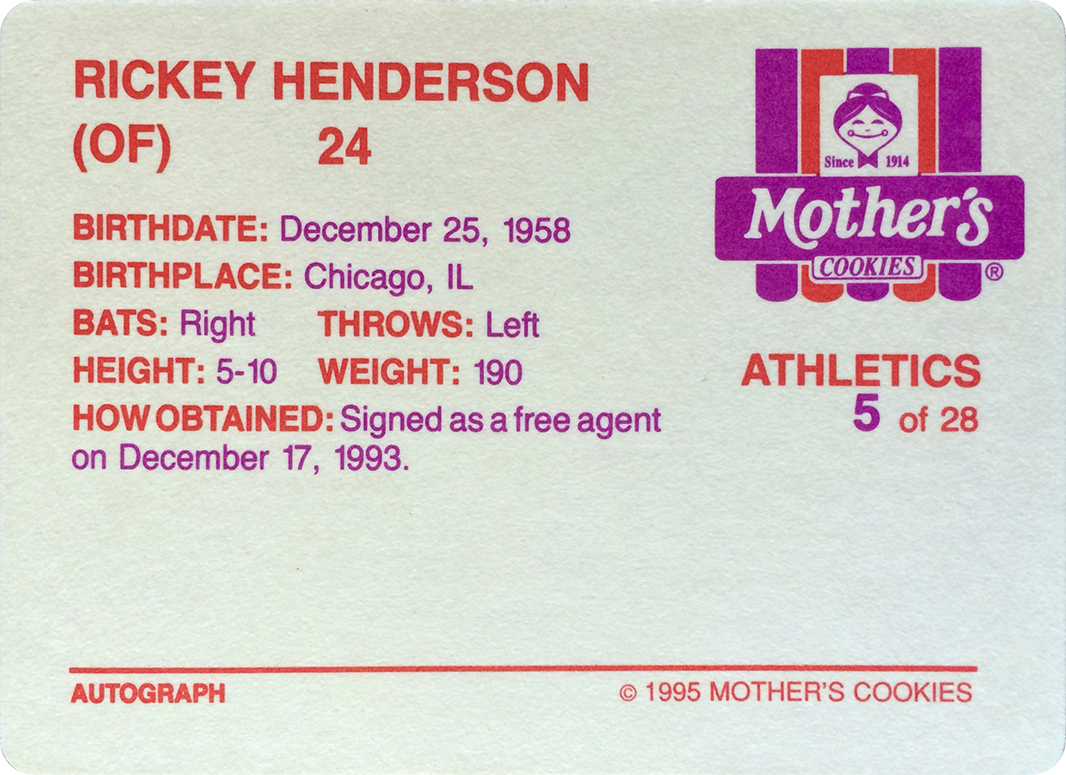 RICKEY HENDERSON
(OF) 24
BIRTHDATE: December 25, 1958
BIRTHPLACE: Chicago, IL
BATS: Right THROWS: Left
HEIGHT: 5-10 WEIGHT: 190
HOW OBTAINED: Signed as a free agent
on December 17, 1993.
Since 1914
Mother's
COOKIES ®
ATHLETICS
5 of 28
AUTOGRAPH © 1995 MOTHER'S COOKIES